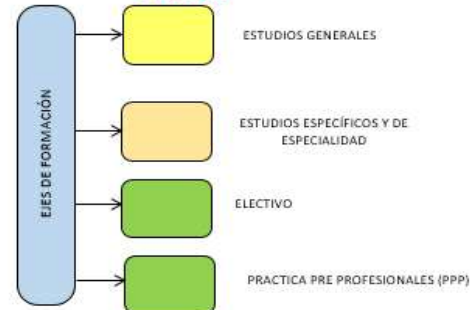 EJES DE FORMACIÓN
ESTUDIOS GENERALES
ESTUDIOS ESPECÍFICOS Y DE
ESPECIALIDAD
ELECTIVO
PRACTICA PRE PROFESIONALES (PPP)